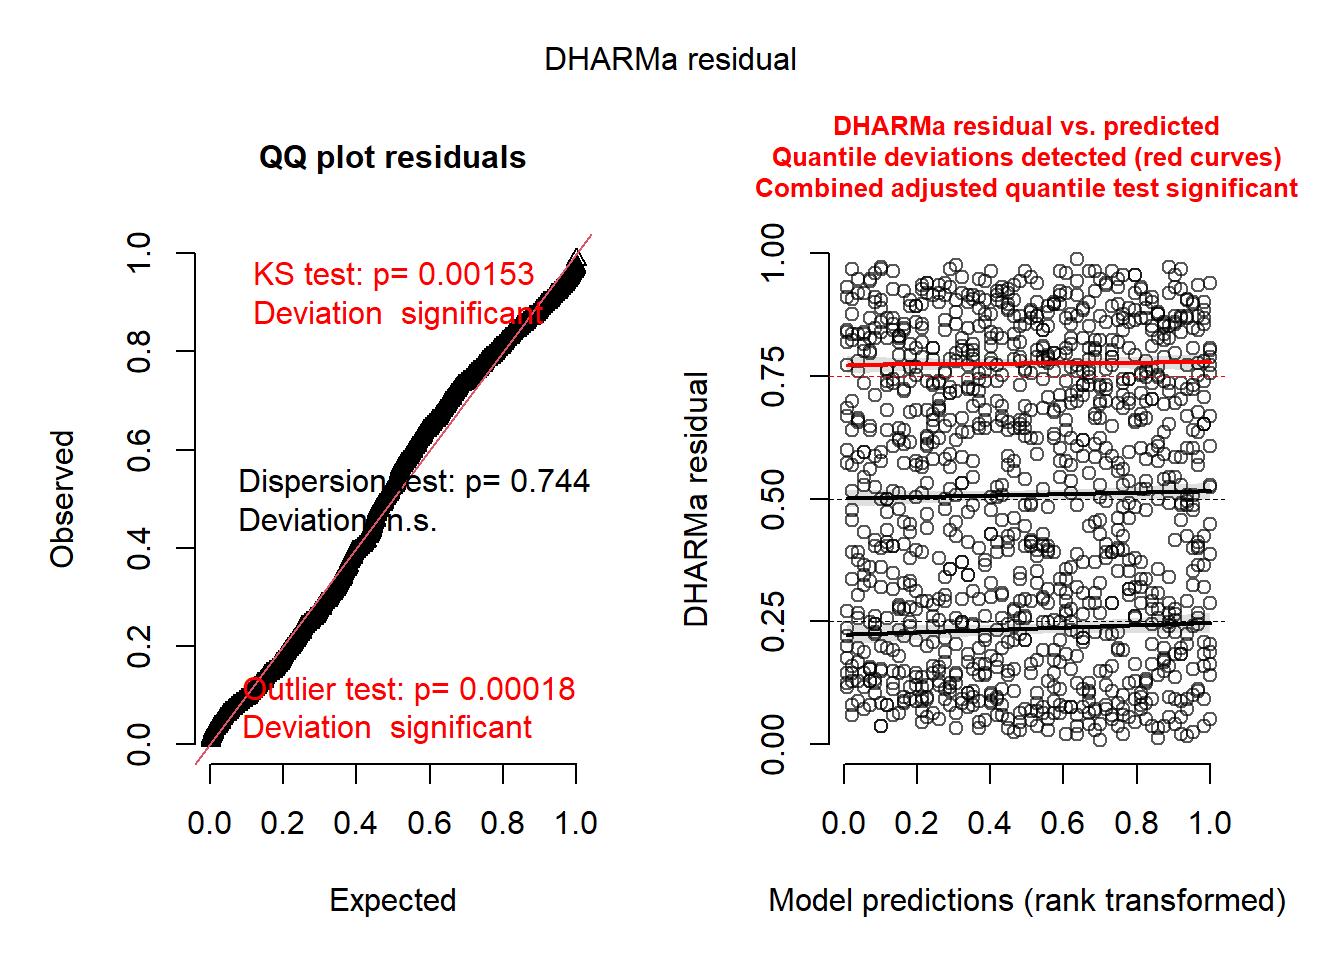 DHARMa residual
QQ plot residuals
KS test: p= 0.00153
Deviation  significant
Dispersion test: p= 0.744
Deviation n.s.
Outlier test: p= 0.00018
Deviation  significant
Observed
0.0
0.2
0.4
0.6
0.8
1.0
0.0 0.2 0.4 0.6 0.8 1.0
Expected
DHARMa residual vs. predicted
Quantile deviations detected (red curves)
Combined adjusted quantile test significant
DHARMa residual
0.00
0.25
0.50
0.75
1.00
0.0 0.2 0.4 0.6 0.8 1.0
Model predictions (rank transformed)